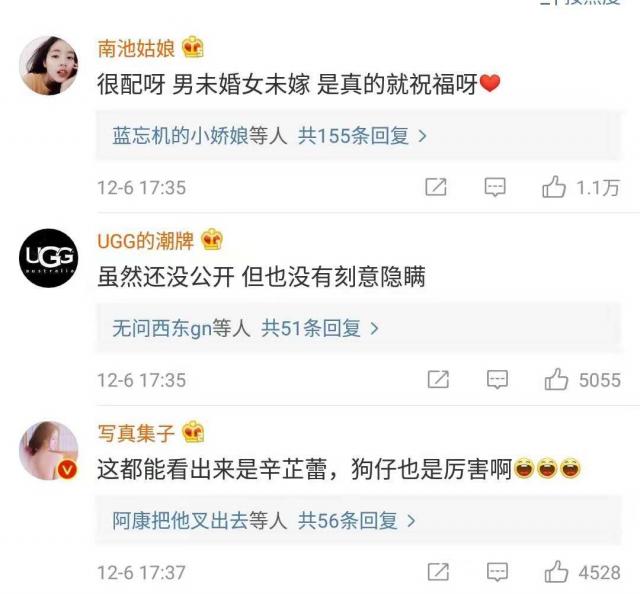 南池姑娘
很配呀 男未婚女未嫁 是真的就祝福呀
蓝忘机的小娇娘等人 共155条回复 >
12-6 17:35 1.1万
UGG的潮牌
UGG
australia
虽然还没公开 但也没有刻意隐瞒
无问西东gn等人 共51条回复 >
12-6 17:35 5055
写真集子
这都能看出来是辛芷蕾，狗仔也是厉害啊
阿康把他叉出去等人 共56条回复 >
12-6 17:37 4528